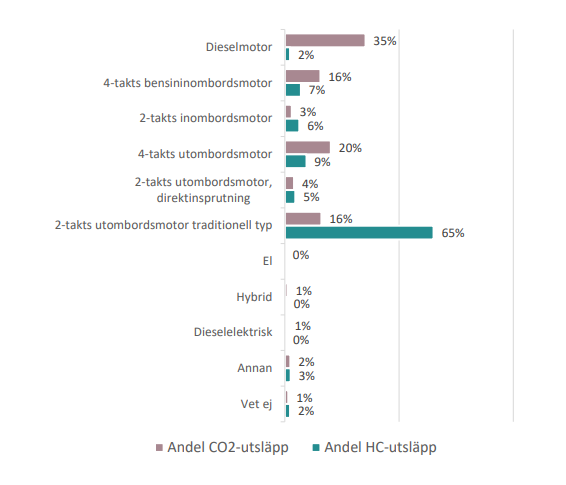 Dieselmotor
35%
2%
4-takts bensininombordsmotor
16%
7%
2-takts inombordsmotor
3%
6%
4-takts utombordsmotor
20%
9%
2-takts utombordsmotor,
direktinsprutning
4%
5%
2-takts utombordsmotor traditionell typ
16%
65%
El
0%
Hybrid
1%
0%
Dieselelektrisk
1%
0%
Annan
2%
3%
Vet ej
1%
2%
Andel CO2-utsläpp Andel HC-utsläpp